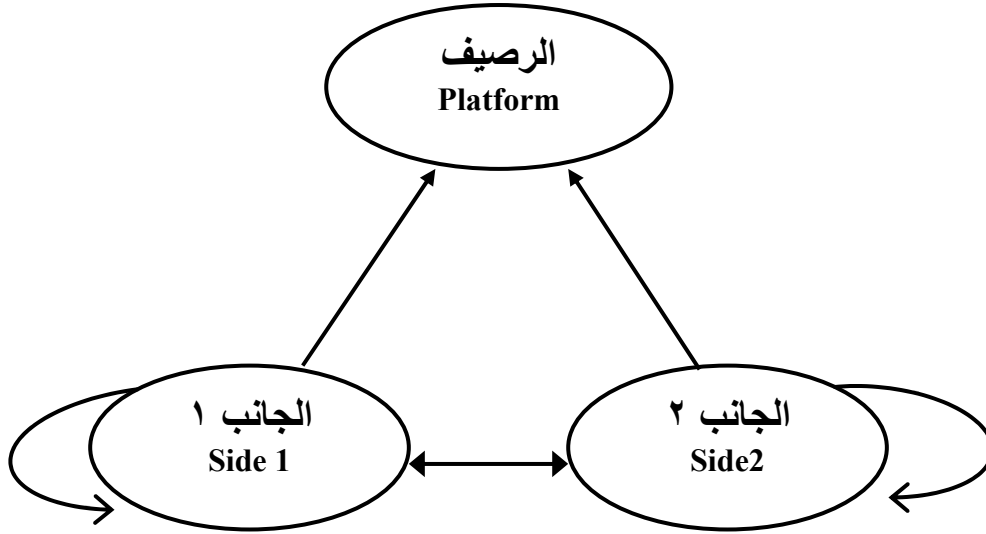 الرصيف
Platform
الجانب ١
Side 1
الجانب ٢
Side2